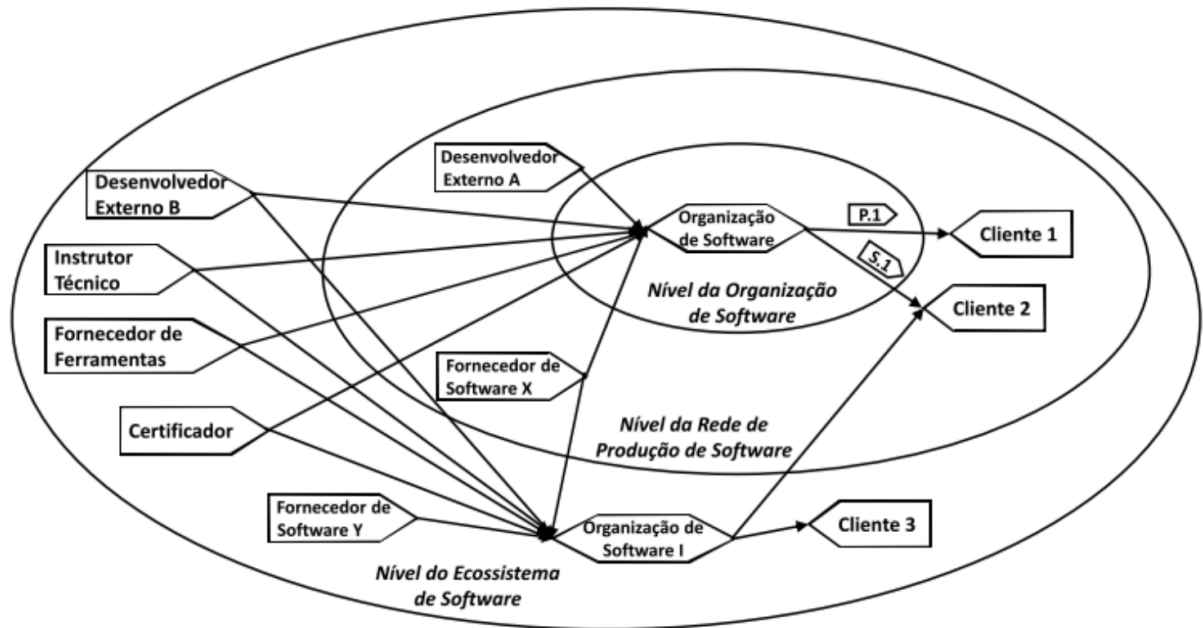 Desenvolvedor
Externo A
Desenvolvedor
Externo B
Organização
de Software
P.1
Cliente 1
S.1
Instrutor
Técnico
Nível da Organização
de Software
Cliente 2
Fornecedor de
Ferramentas
Fornecedor de
Software X
Certificador
Nível da Rede de
Produção de Software
Fornecedor de
Software Y
Organização de
Software I
Cliente 3
Nível do Ecossistema
de Software